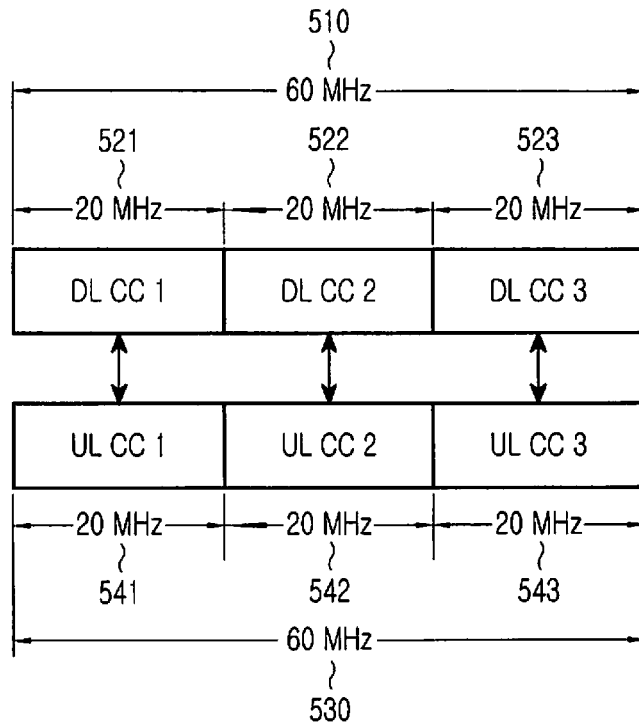 510
60 MHz
521 522 523
20 MHz 20 MHz 20 MHz
DL CC 1 DL CC 2 DL CC 3
UL CC 1 UL CC 2 UL CC 3
20 MHz 20 MHz 20 MHz
541 542 543
60 MHz
530